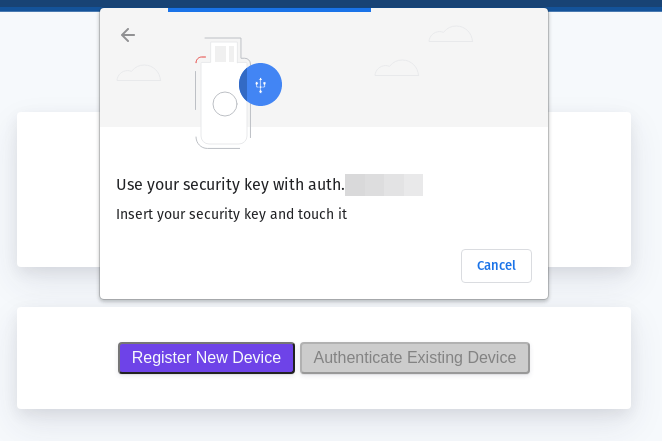 Use your security key with auth.
Insert your security key and touch it
Cancel
Register New Device
Authenticate Existing Device